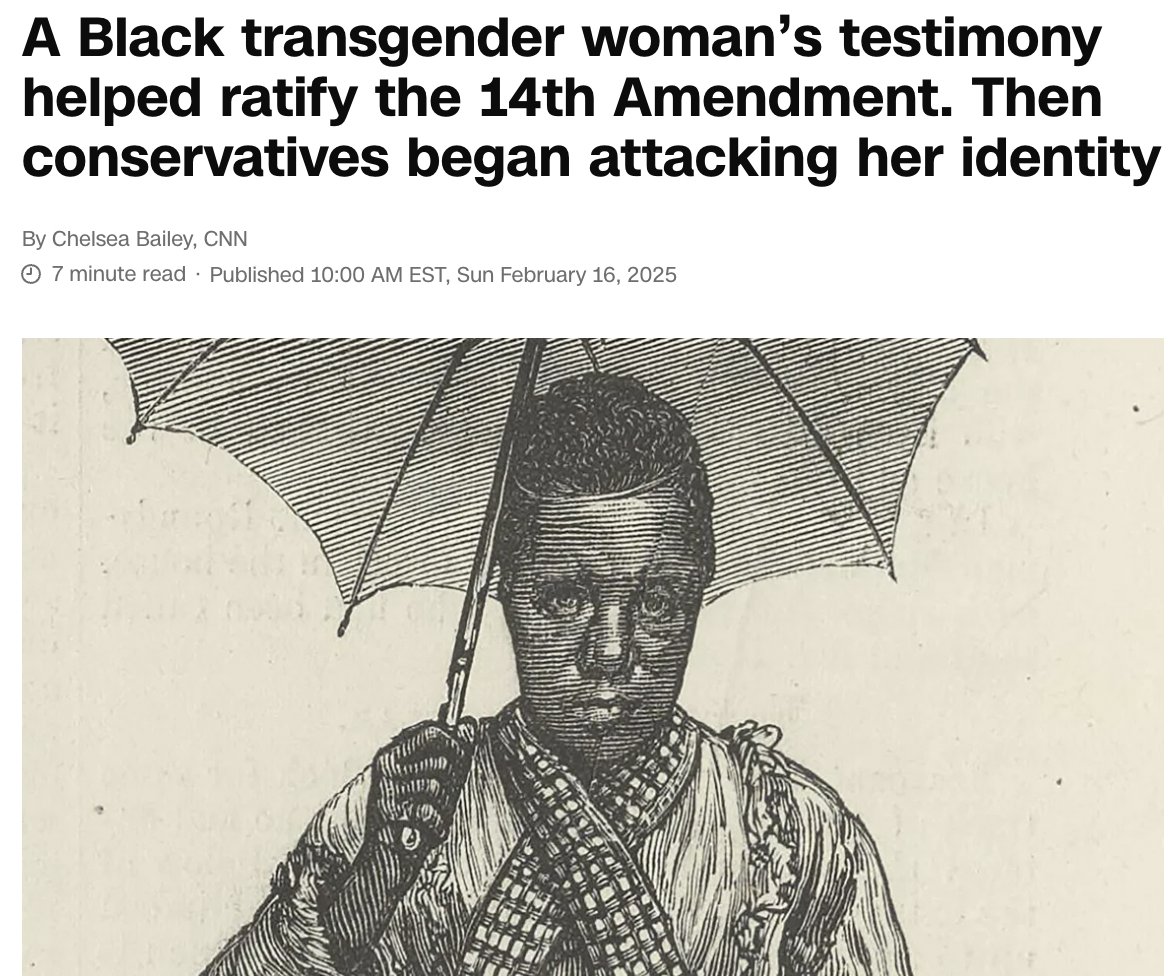 A Black transgender woman’s testimony
helped ratify the 14th Amendment. Then
conservatives began attacking her identity
By Chelsea Bailey, CNN
7 minute read · Published 10:00 AM EST, Sun February 16, 2025